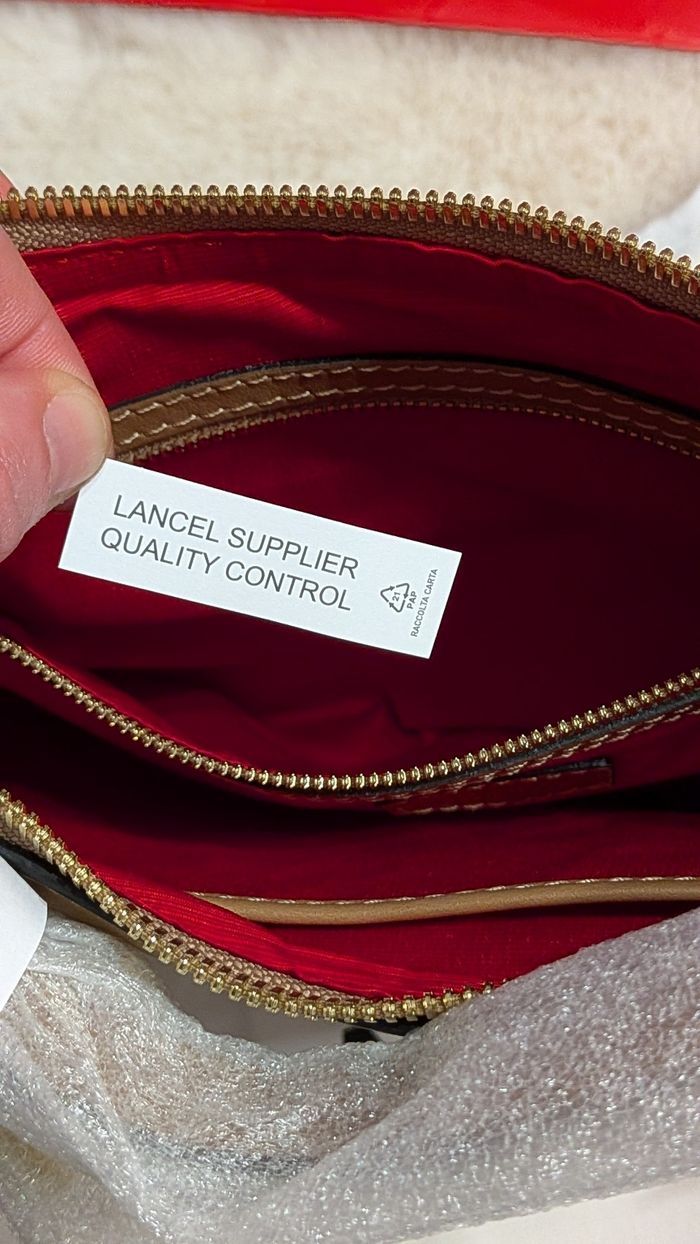 LANCEL SUPPLIER
QUALITY CONTROL
21
PAP
RACCOLTA CARTA